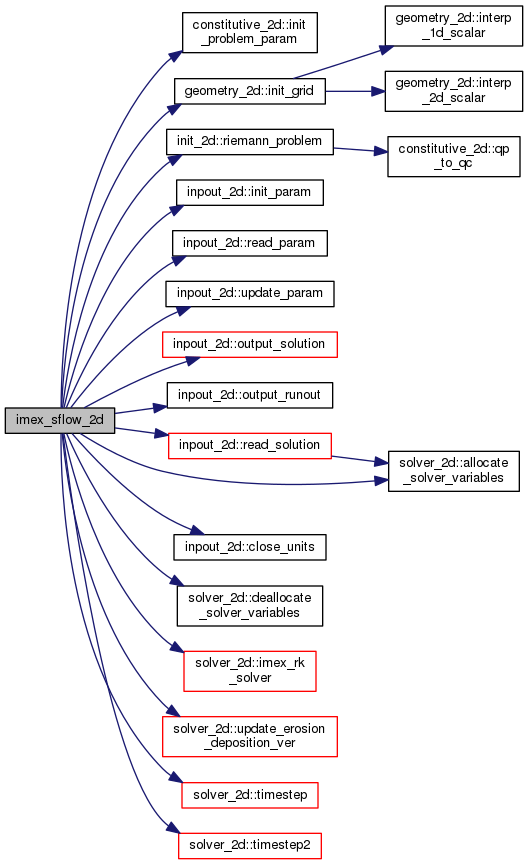 constitutive_2d::init
_problem_param
geometry_2d::interp
_1d_scalar
geometry_2d::init_grid
geometry_2d::interp
_2d_scalar
init_2d::riemann_problem
constitutive_2d::qp
_to_qc
inpout_2d::init_param
inpout_2d::read_param
inpout_2d::update_param
inpout_2d::output_solution
inpout_2d::output_runout
imex_sflow_2d
inpout_2d::read_solution
solver_2d::allocate
_solver_variables
inpout_2d::close_units
solver_2d::deallocate
_solver_variables
solver_2d::imex_rk
_solver
solver_2d::update_erosion
_deposition_ver
solver_2d::timestep
solver_2d::timestep2